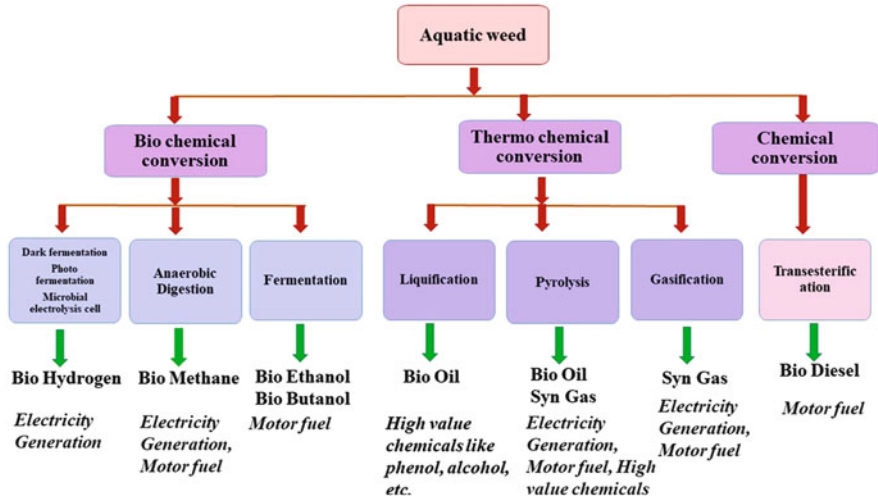 Aquatic weed
Bio chemical
conversion
Thermo chemical
conversion
Chemical
conversion
Dark fermentation
Photo
fermentation
Microbial
electrolysis cell
Anaerobic
Digestion
Fermentation
Liquification
Pyrolysis
Gasification
Transesterific
ation
Bio Hydrogen
Electricity
Generation
Bio Methane
Electricity
Generation,
Motor fuel
Bio Ethanol
Bio Butanol
Motor fuel
Bio Oil
High value
chemicals like
phenol, alcohol,
etc.
Bio Oil
Syn Gas
Electricity
Generation,
Motor fuel, High
value chemicals
Syn Gas
Electricity
Generation,
Motor fuel
Bio Diesel
Motor fuel